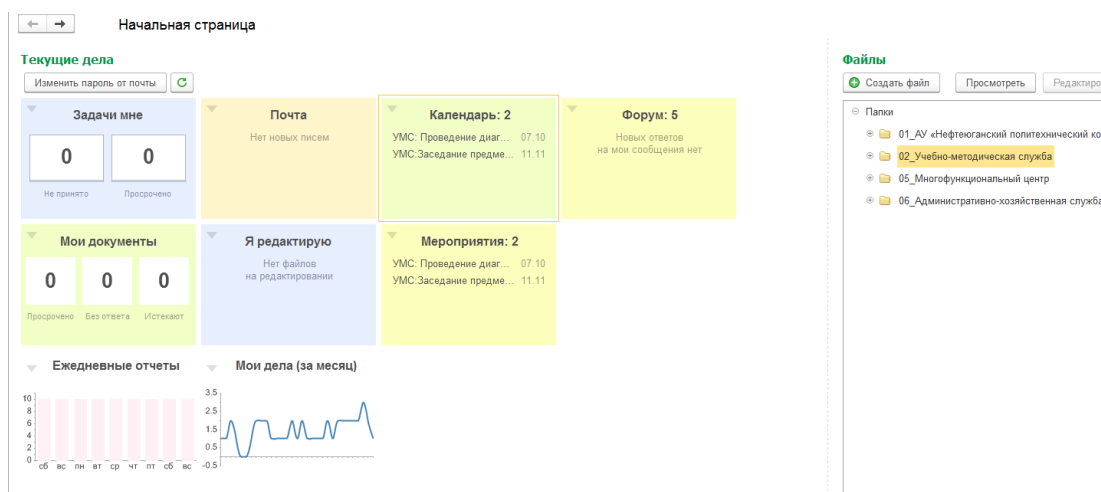 Начальная страница
Текущие дела
Изменить пароль от почты
Задачи мне
0 0
Не принято Просрочено
Почта
Нет новых писем
Календарь: 2
УМС: Проведение диаг... 07.10
УМС:Заседание предме... 11.11
Форум: 5
Новых ответов
на мои сообщения нет
Мои документы
0 0 0
Просрочено Без ответа Истекают
Я редактирую
Нет файлов
на редактировании
Мероприятия: 2
УМС: Проведение диаг... 07.10
УМС:Заседание предме... 11.11
Ежедневные отчеты
10
8
6
4
2
0
сб вс пн вт ср чт пт сб вс
Мои дела (за месяц)
3.5
2.5
1.5
0.5
-0.5
Файлы
Создать файл Просмотреть Редактиро
Папки
01_АУ «Нефтеюганский политехнический ко
02_Учебно-методическая служба
05_Многофункциональный центр
06_Административно-хозяйственная служба